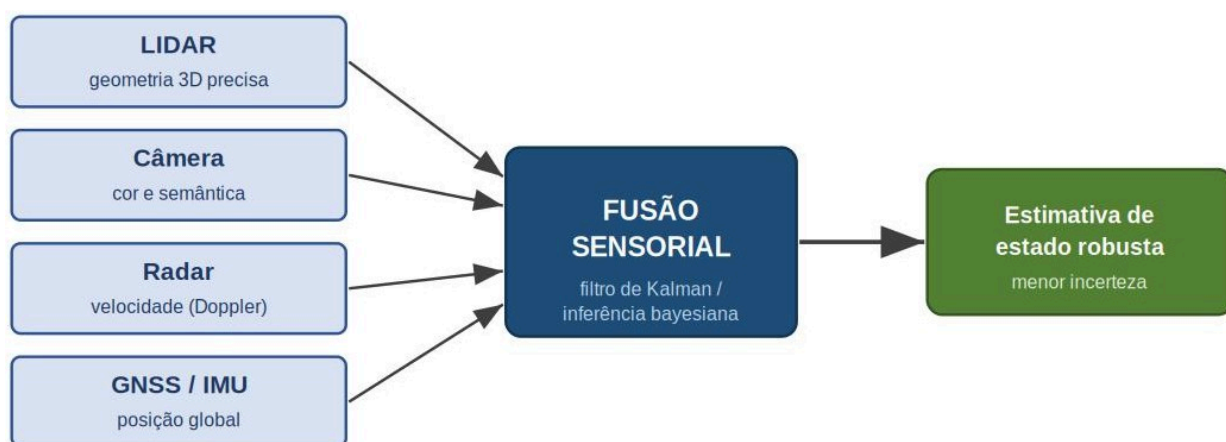 LIDAR
geometria 3D precisa
Câmera
cor e semântica
Radar
velocidade (Doppler)
GNSS / IMU
posição global
FUSÃO
SENSORIAL
filtro de Kalman /
inferência bayesiana
Estimativa de
estado robusta
menor incerteza